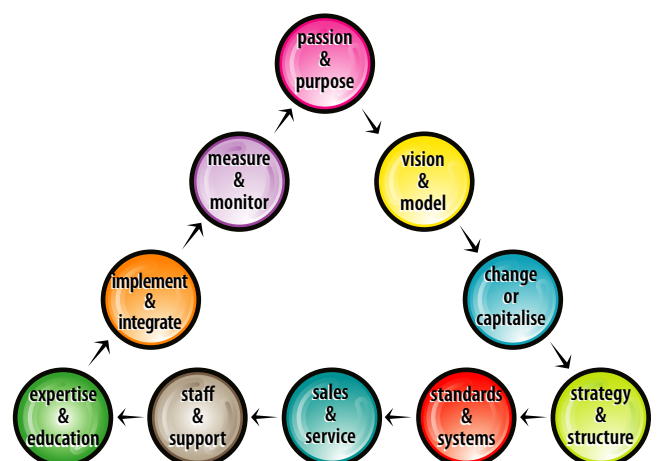 passion
&
purpose
measure
&
monitor
vision
&
model
implement
&
integrate
change
or
capitalise
expertise
&
education
staff
&
support
sales
&
service
standards
&
systems
strategy
&
structure